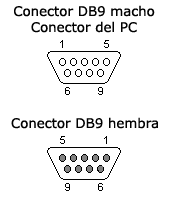 Conector DB9 macho
Conector del PC
1 5
6 9
Conector DB9 hembra
5 1
9 6